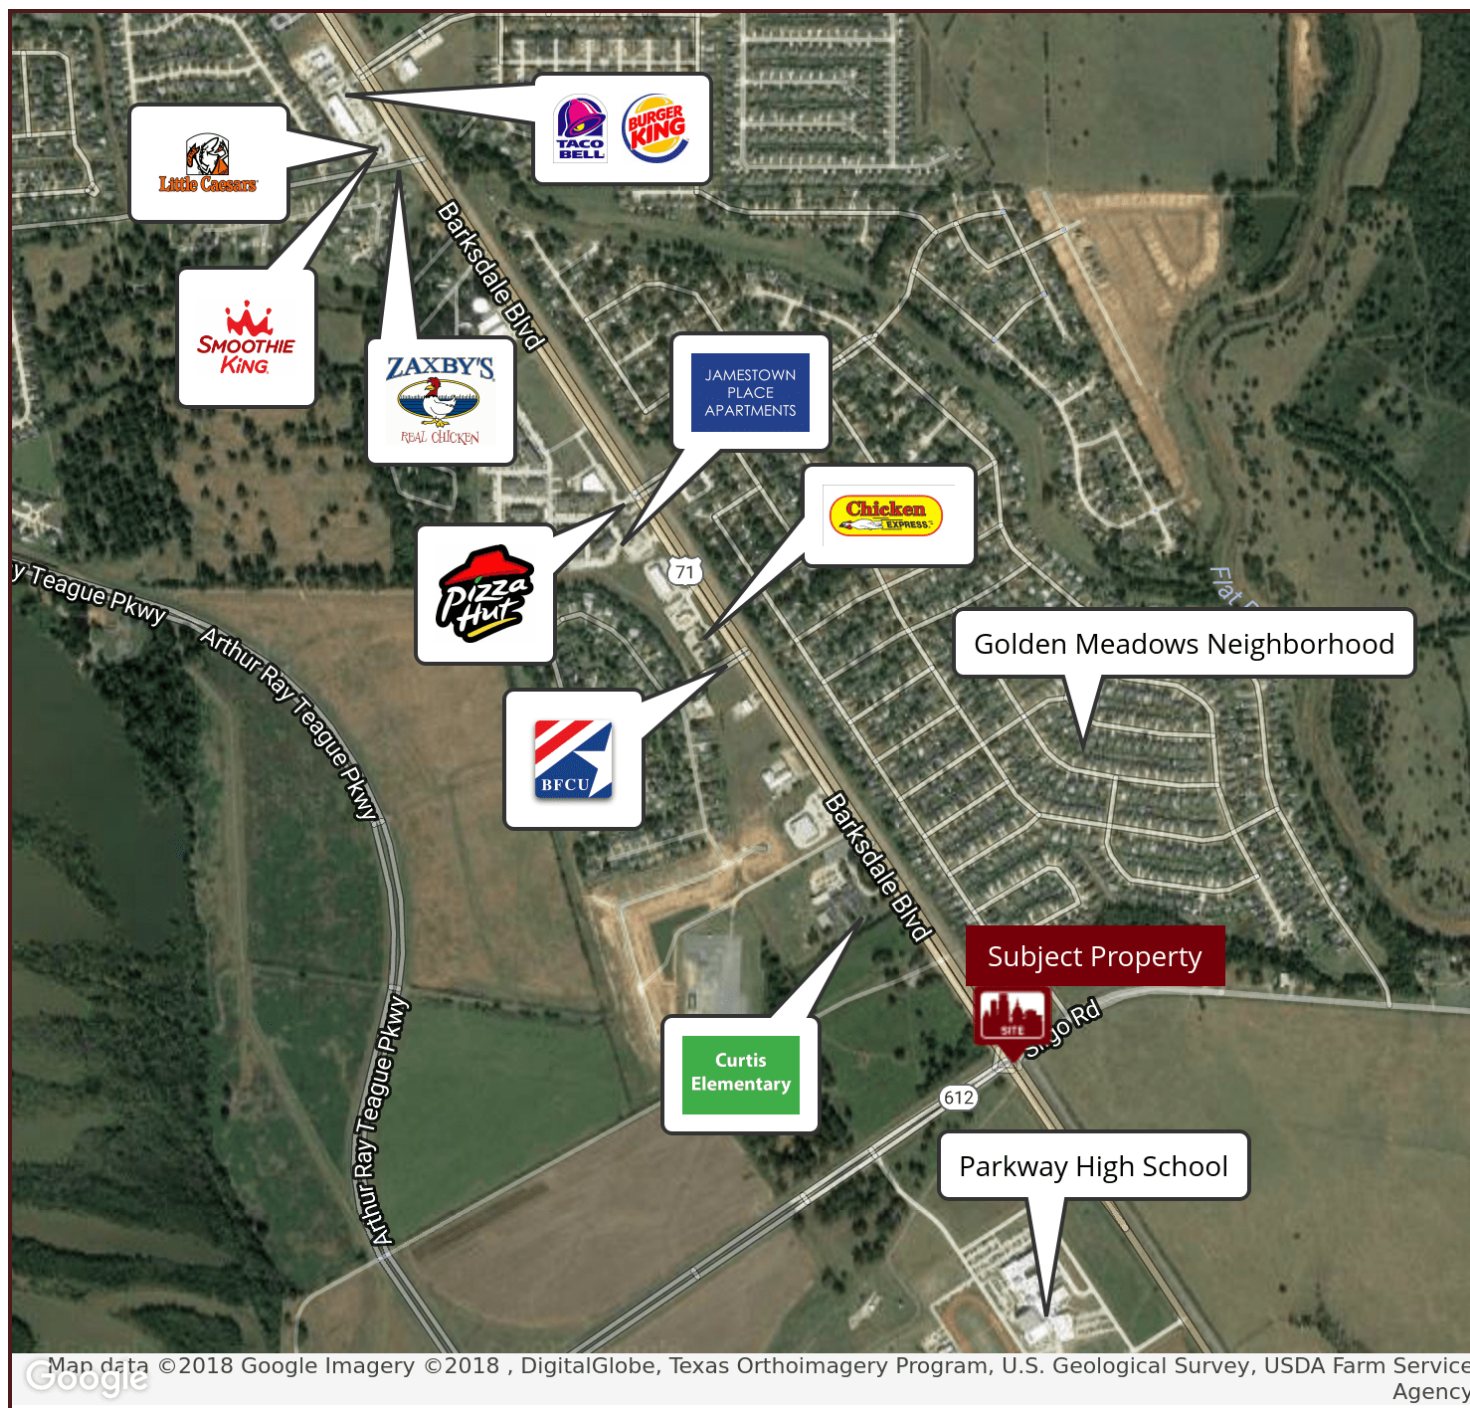 TACO
BELL
BURGER
KING
Little Caesars
Barksdale Blvd
SMOOTHIE
KING
ZAXBY'S
REAL CHICKEN
JAMESTOWN
PLACE
APARTMENTS
Chicken
EXPRESS
Pizza
Hut
71
y Teague Pkwy
Arthur Ray Teague Pkwy
Flat
Golden Meadows Neighborhood
BFCU
Barksdale Blvd
Subject Property
SITE
Sligo Rd
Curtis
Elementary
612
Arthur Ray Teague Pkwy
Parkway High School
Google
Map data ©2018 Google Imagery ©2018 , DigitalGlobe, Texas Orthoimagery Program, U.S. Geological Survey, USDA Farm Service
Agency